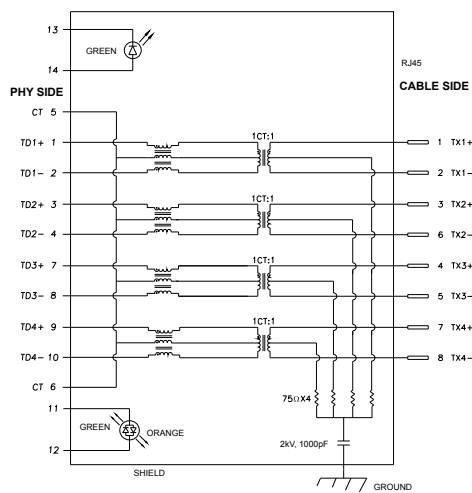 13
GREEN
14
RJ45
PHY SIDE
CABLE SIDE
CT 5
1CT:1
TD1+ 1
1 TX1+
TD1- 2
2 TX1-
1CT:1
TD2+ 3
3 TX2+
TD2- 4
6 TX2-
1CT:1
TD3+ 7
4 TX3+
TD3- 8
5 TX3-
1CT:1
TD4+ 9
7 TX4+
TD4- 10
8 TX4-
CT 6
75ΩX4
11
GREEN
ORANGE
2kV, 1000pF
12
SHIELD
GROUND